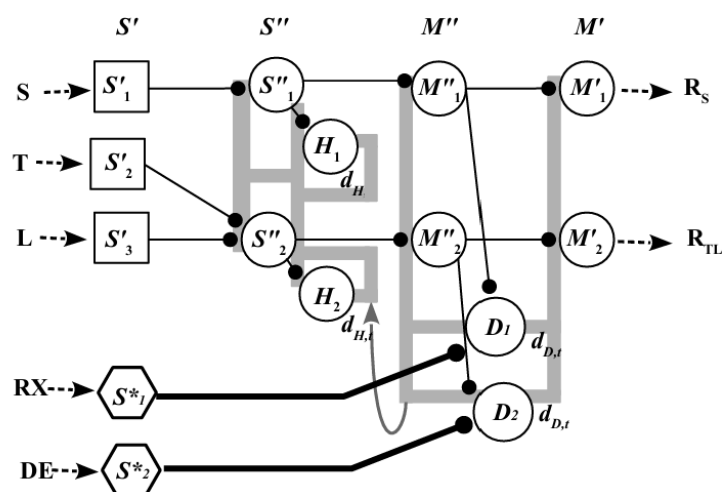 S′ S″ M″ M′
S S′1 S″1 M″1 M′1 RS
H1
T S′2 dH
L S′3 S″2 M″2 M′2 RTL
H2
dH,t D1 dD,t
RX S*1
D2 dD,t
DE S*2